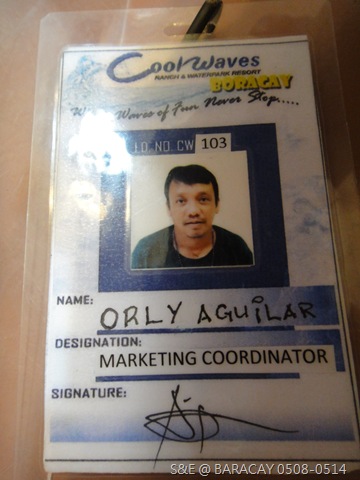 Coolwaves
RANCH & WATERPARK RESORT
BORACAY
Waves of Fun Never Stop.....
I.D NO CW 103
NAME: ORLY AGUILAR
DESIGNATION:
MARKETING COORDINATOR
SIGNATURE:
S&E @ BARACAY 0508-0514